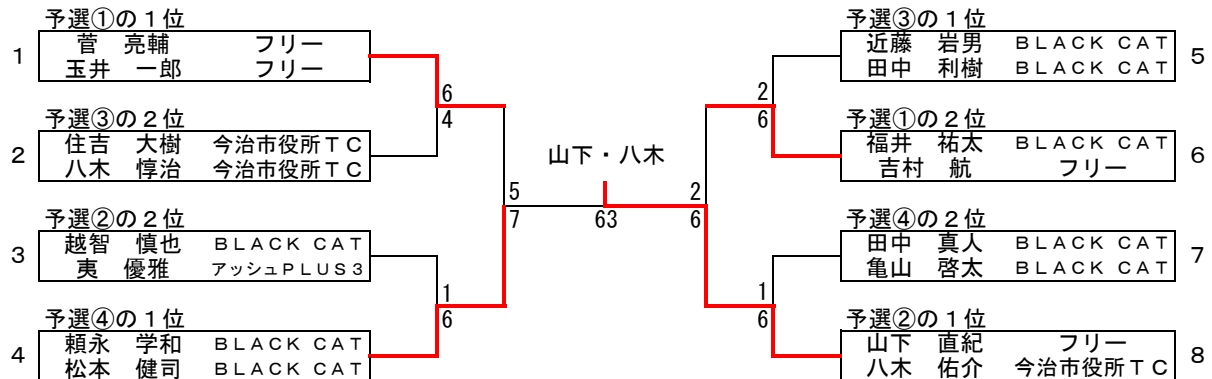 予選①の1位
1 菅 亮輔 フリー
玉井 一郎 フリー
予選③の2位
2 住吉 大樹 今治市役所TC
八木 惇治 今治市役所TC
予選②の2位
3 越智 慎也 BLACK CAT
夷 優雅 アッシュPLUS3
予選④の1位
4 頼永 学和 BLACK CAT
松本 健司 BLACK CAT
6
4
1
6
5
7
山下・八木
63
2
6
2
6
1
6
予選③の1位
近藤 岩男 BLACK CAT 5
田中 利樹 BLACK CAT
予選①の2位
福井 祐太 BLACK CAT 6
吉村 航 フリー
予選④の2位
田中 真人 BLACK CAT 7
亀山 啓太 BLACK CAT
予選②の1位
山下 直紀 フリー 8
八木 佑介 今治市役所TC